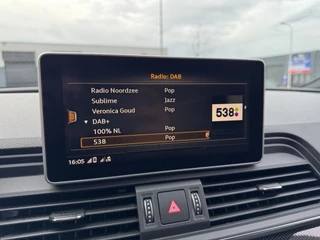 Radio: DAB
Radio Noordzee Pop
Sublime Jazz
Veronica Goud Pop
DAB+
100% NL Pop
538 Pop
538
16:05